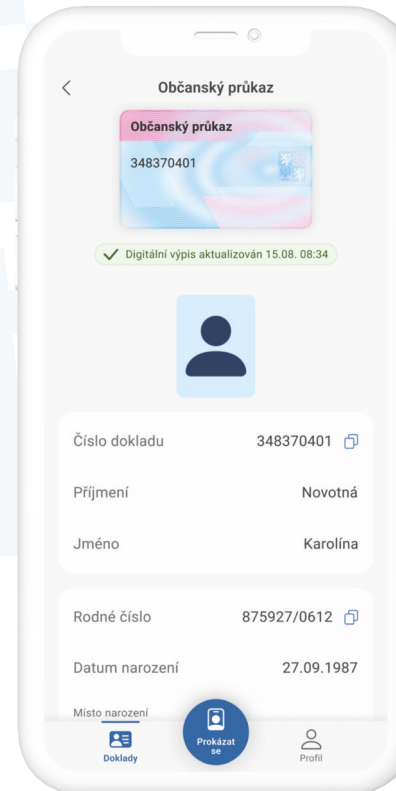 Občanský průkaz
Občanský průkaz
348370401
Digitální výpis aktualizován 15.08. 08:34
Číslo dokladu 348370401
Příjmení Novotná
Jméno Karolína
Rodné číslo 875927/0612
Datum narození 27.09.1987
Místo narození
Doklady
Prokázat
se
Profil